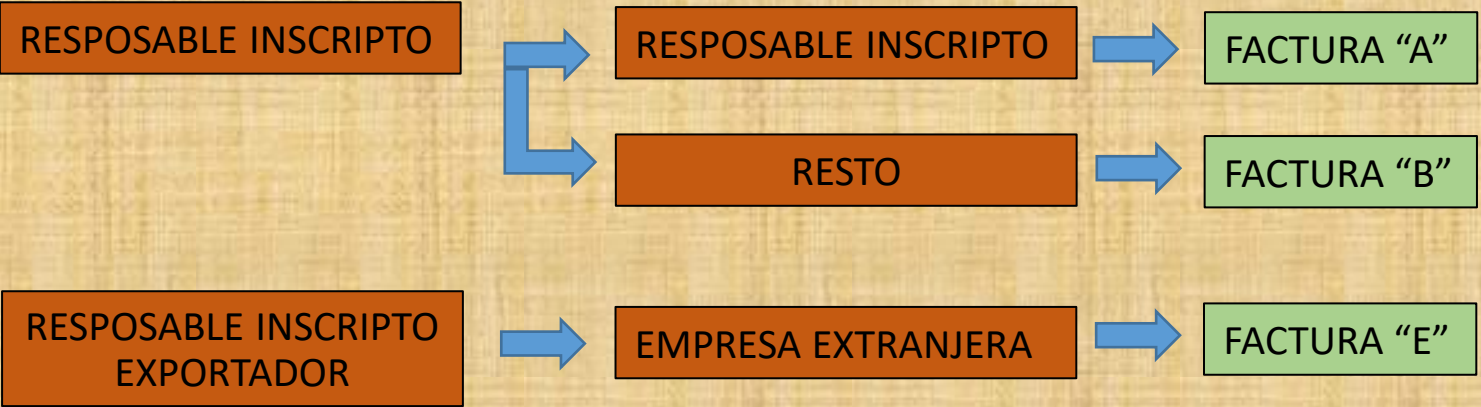 RESPOSABLE INSCRIPTO
RESPOSABLE INSCRIPTO
FACTURA “A”
RESTO
FACTURA “B”
RESPOSABLE INSCRIPTO
EXPORTADOR
EMPRESA EXTRANJERA
FACTURA “E”